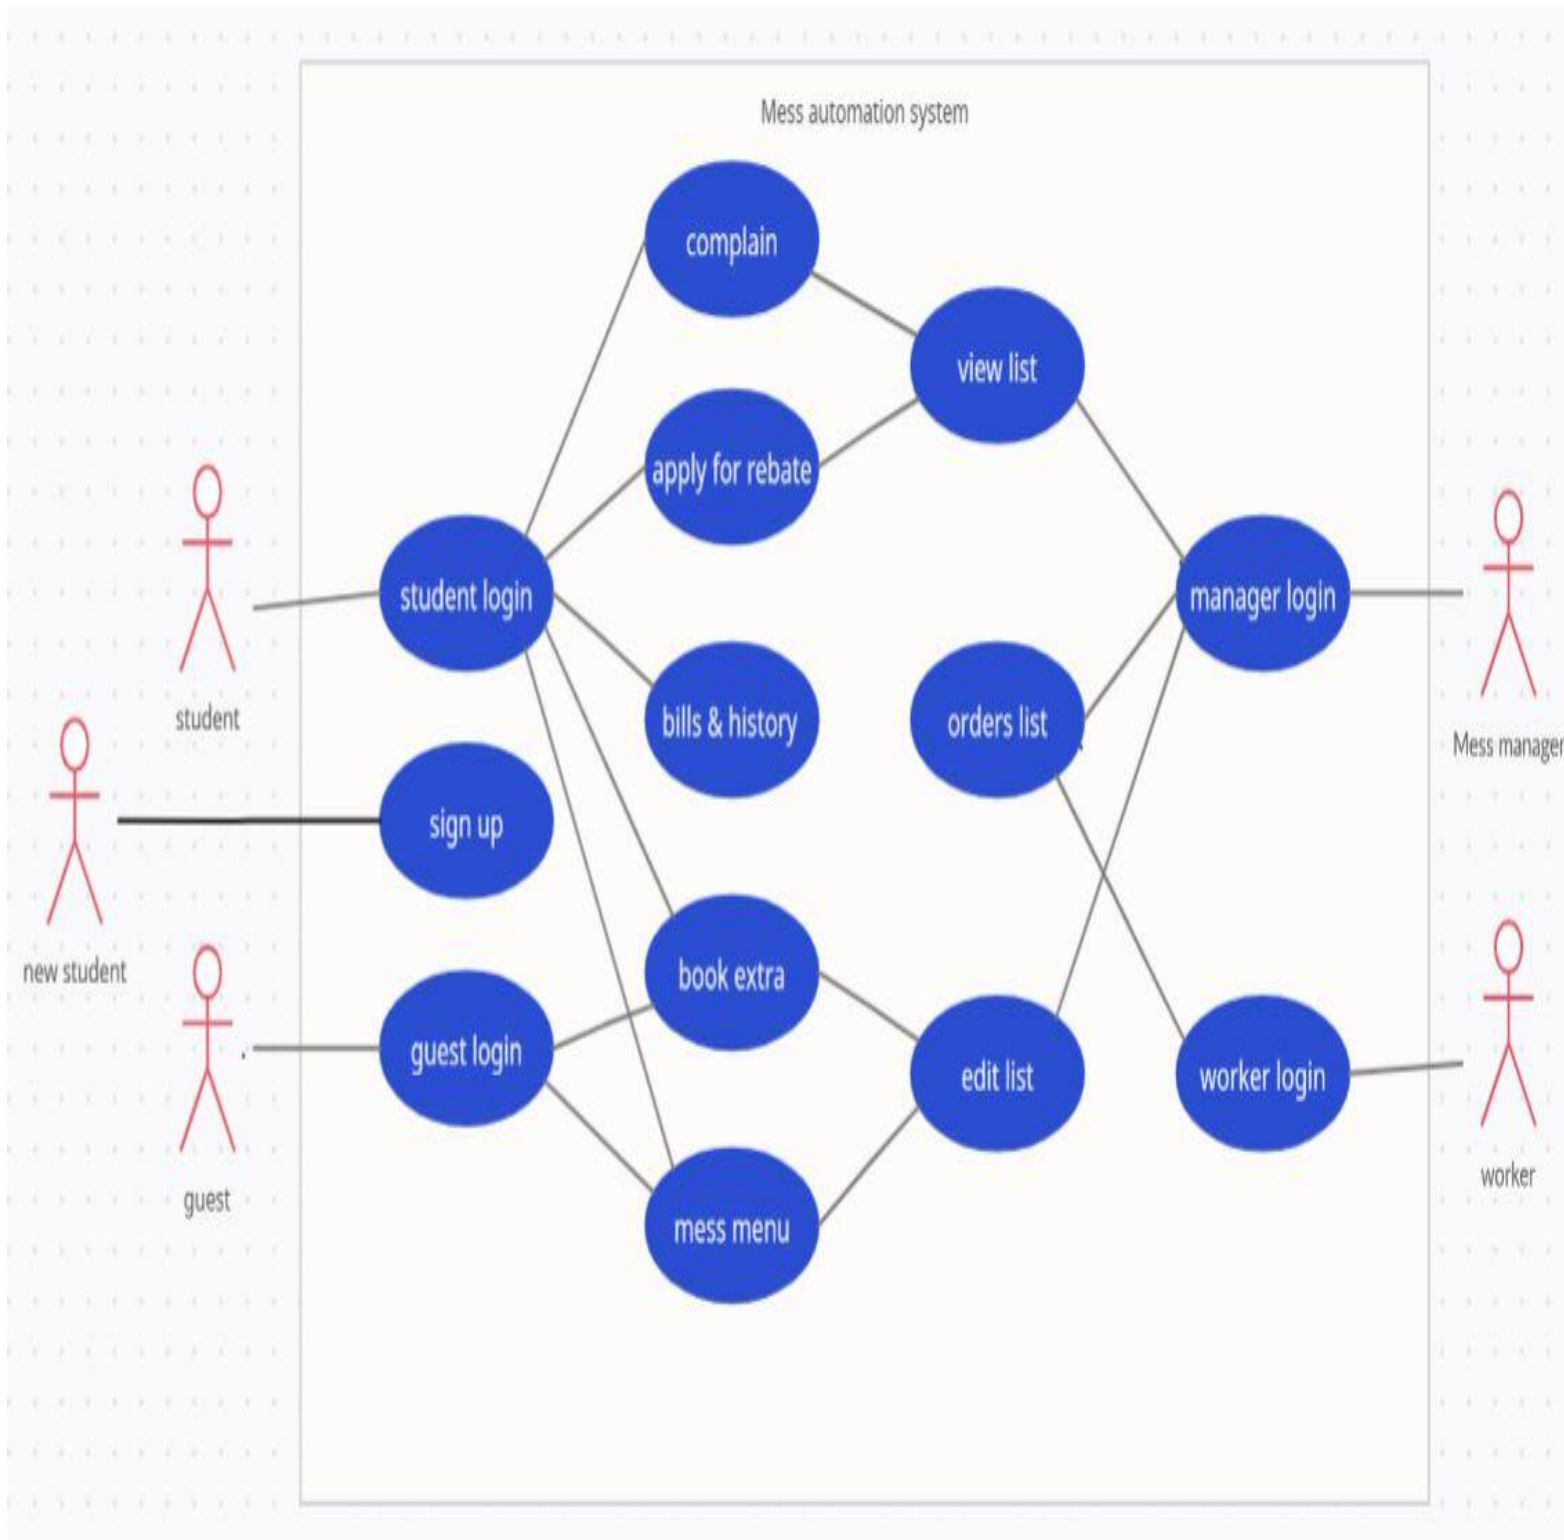 Mess automation system
complain
view list
apply for rebate
student login
manager login
student
bills & history
orders list
Mess manager
sign up
new student
book extra
guest login
edit list
worker login
guest
worker
mess menu